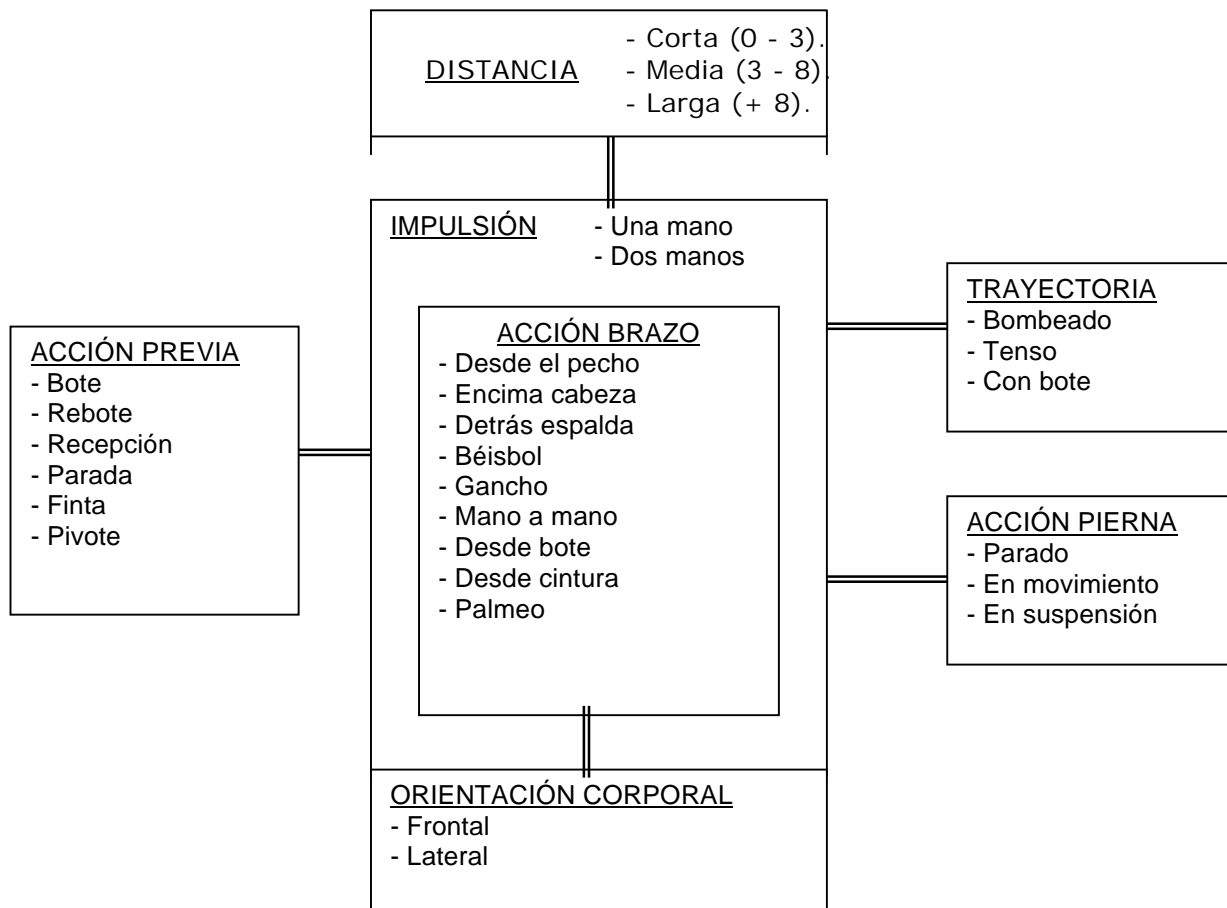 DISTANCIA
- Corta (0 - 3).
- Media (3 - 8).
- Larga (+ 8).
IMPULSIÓN
- Una mano
- Dos manos
ACCIÓN PREVIA
- Bote
- Rebote
- Recepción
- Parada
- Finta
- Pivote
ACCIÓN BRAZO
- Desde el pecho
- Encima cabeza
- Detrás espalda
- Béisbol
- Gancho
- Mano a mano
- Desde bote
- Desde cintura
- Palmeo
TRAYECTORIA
- Bombeado
- Tenso
- Con bote
ACCIÓN PIERNA
- Parado
- En movimiento
- En suspensión
ORIENTACIÓN CORPORAL
- Frontal
- Lateral